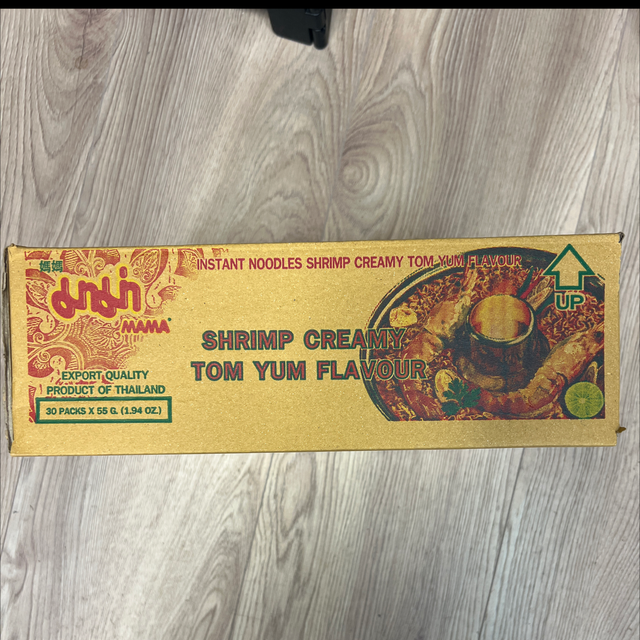 媽媽
มาม่า
MAMA®
EXPORT QUALITY
PRODUCT OF THAILAND
30 PACKS X 55 G. (1.94 OZ.)
INSTANT NOODLES SHRIMP CREAMY TOM YUM FLAVOUR
SHRIMP CREAMY
TOM YUM FLAVOUR
UP